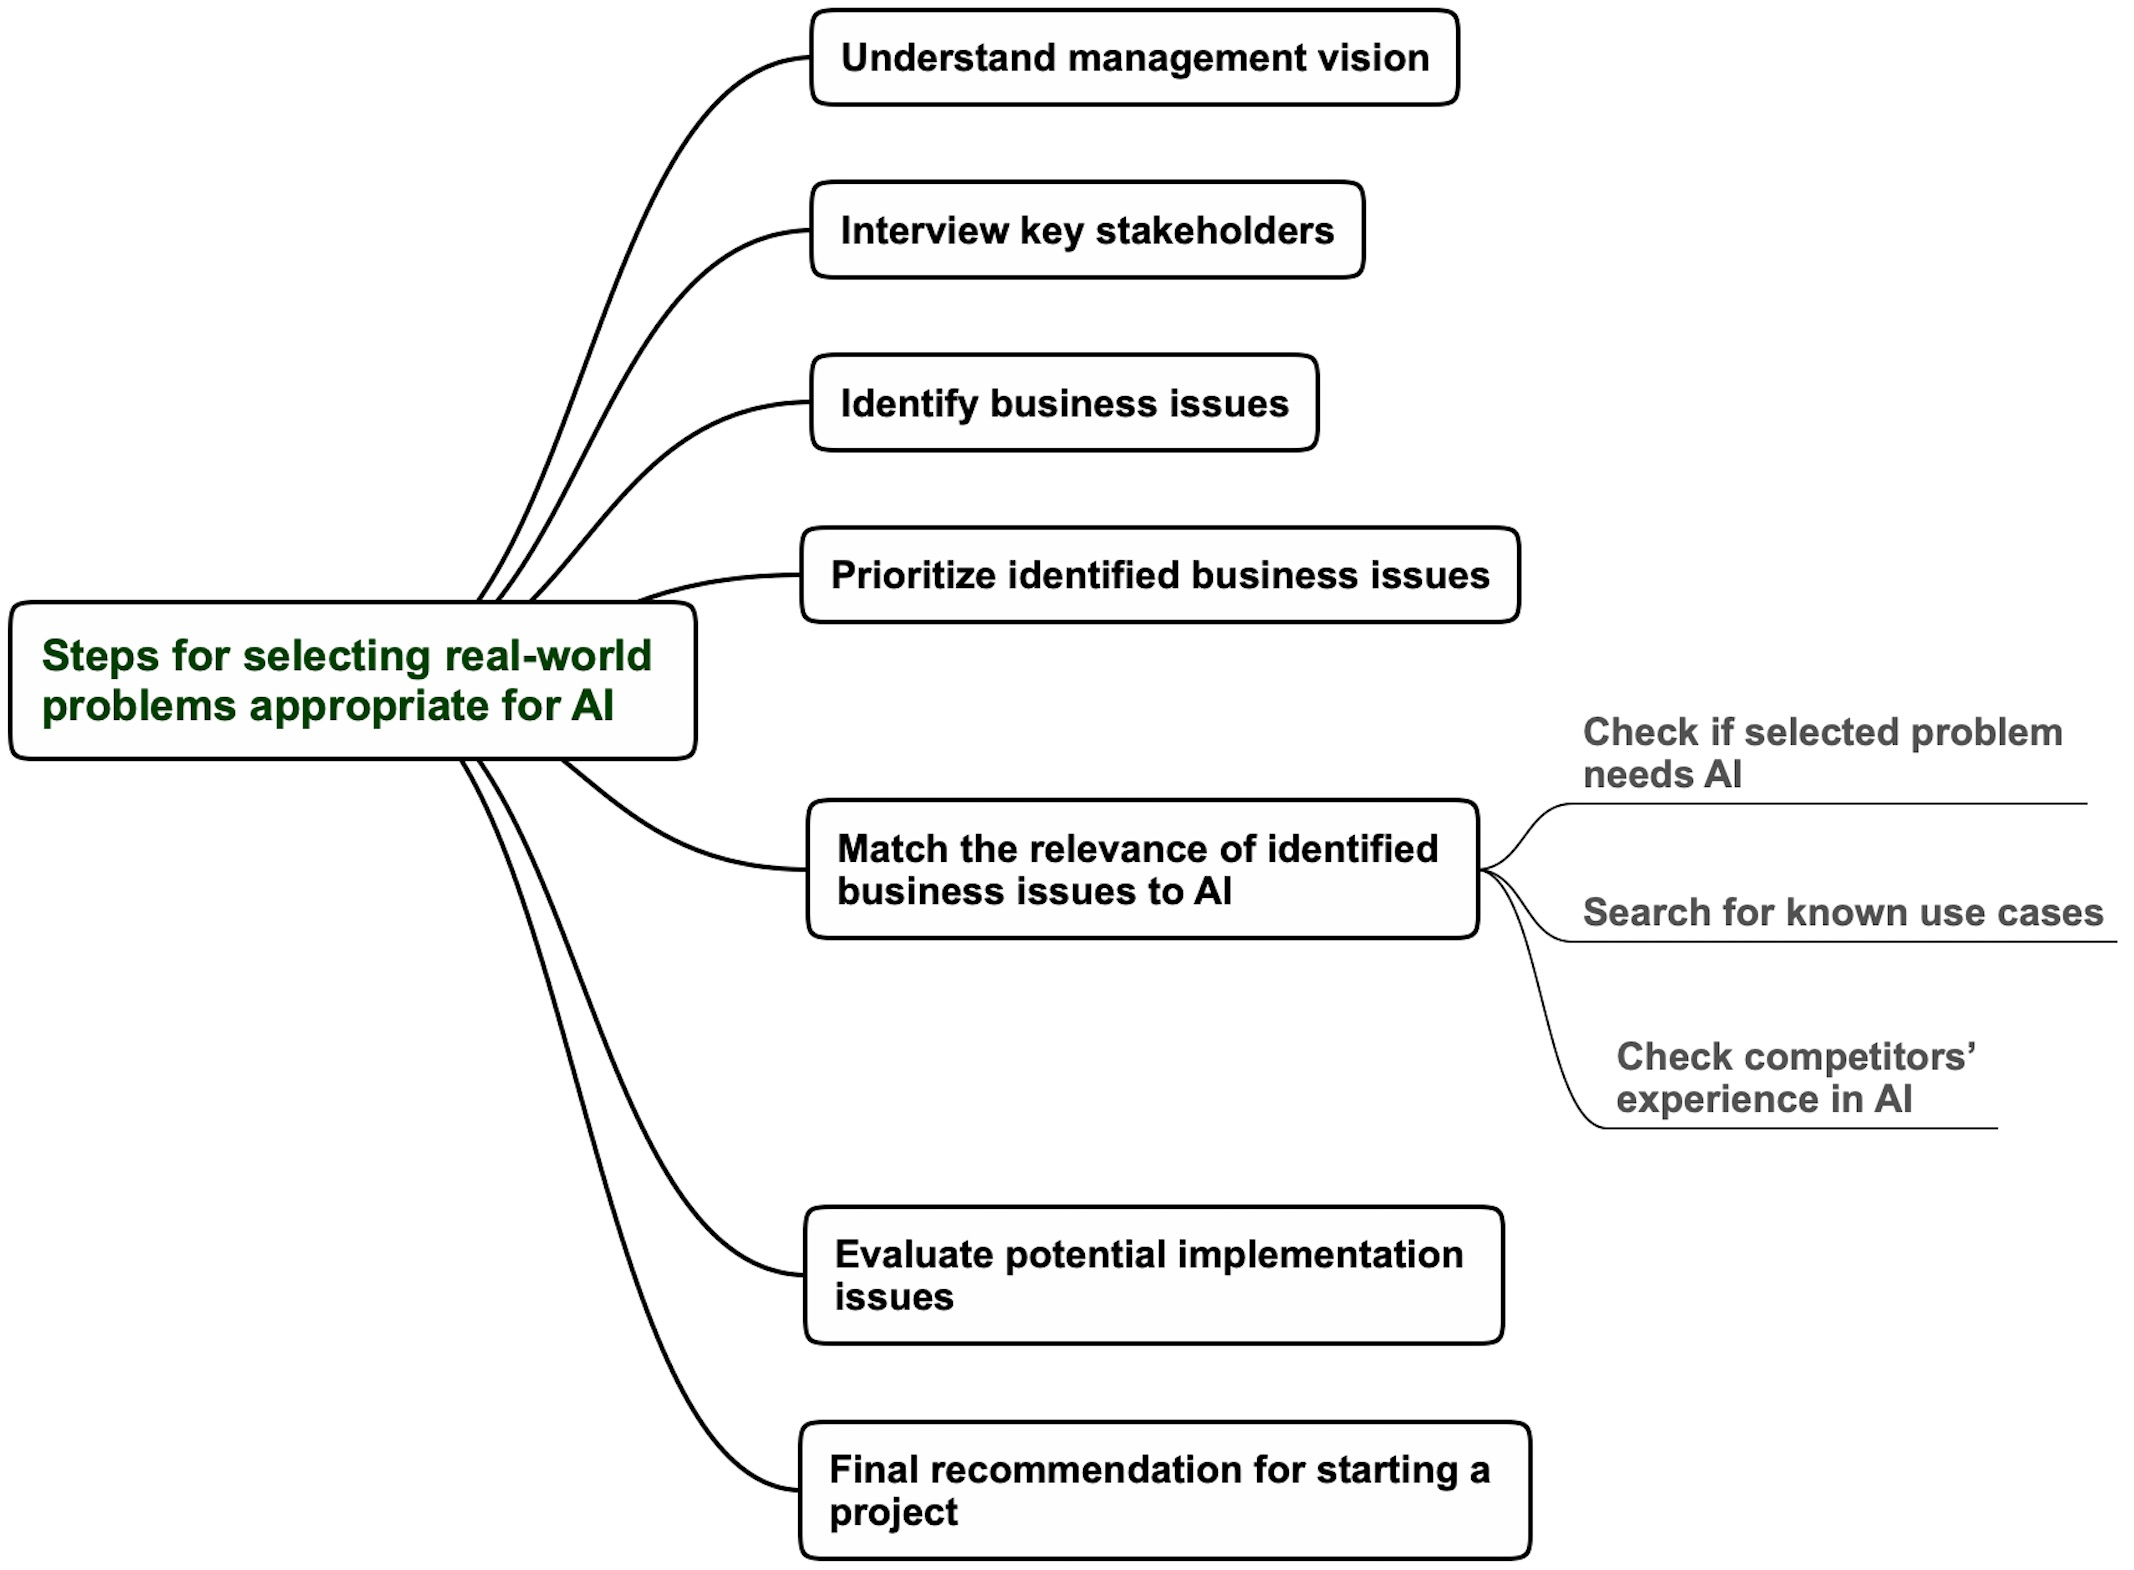 Understand management vision
Interview key stakeholders
Identify business issues
Prioritize identified business issues
Steps for selecting real-world
problems appropriate for AI
Match the relevance of identified
business issues to AI
Check if selected problem
needs AI
Search for known use cases
Check competitors’
experience in AI
Evaluate potential implementation
issues
Final recommendation for starting a
project